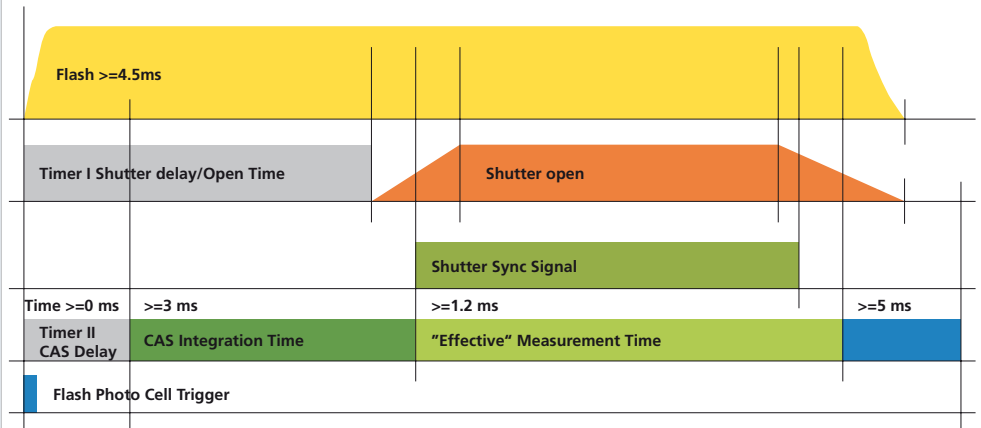 Flash >=4.5ms
Timer I Shutter delay/Open Time
Shutter open
Shutter Sync Signal
Time >=0 ms
>=3 ms
>=1.2 ms
>=5 ms
Timer II
CAS Delay
CAS Integration Time
”Effective“ Measurement Time
Flash Photo Cell Trigger